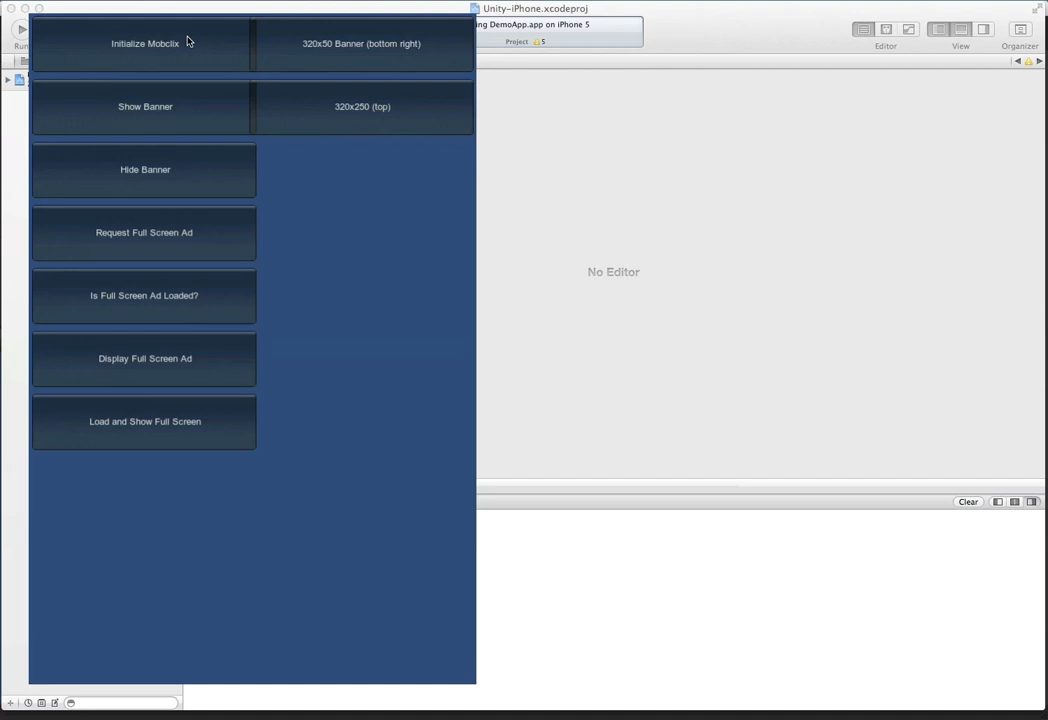 Unity-iPhone.xcodeproj
Initialize Mobclix
320x50 Banner (bottom right)
ing DemoApp.app on iPhone 5
Project 5
Run
Editor
View
Organizer
Show Banner
320x250 (top)
Hide Banner
Request Full Screen Ad
No Editor
Is Full Screen Ad Loaded?
Display Full Screen Ad
Load and Show Full Screen
Clear